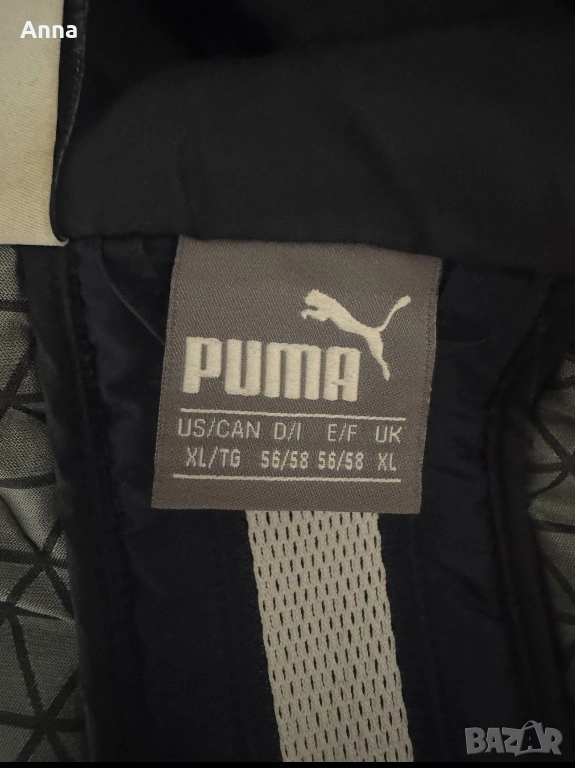 Anna
PUMA
US/CAN D/I E/F UK
XL/TG 56/58 56/58 XL
BAZAR